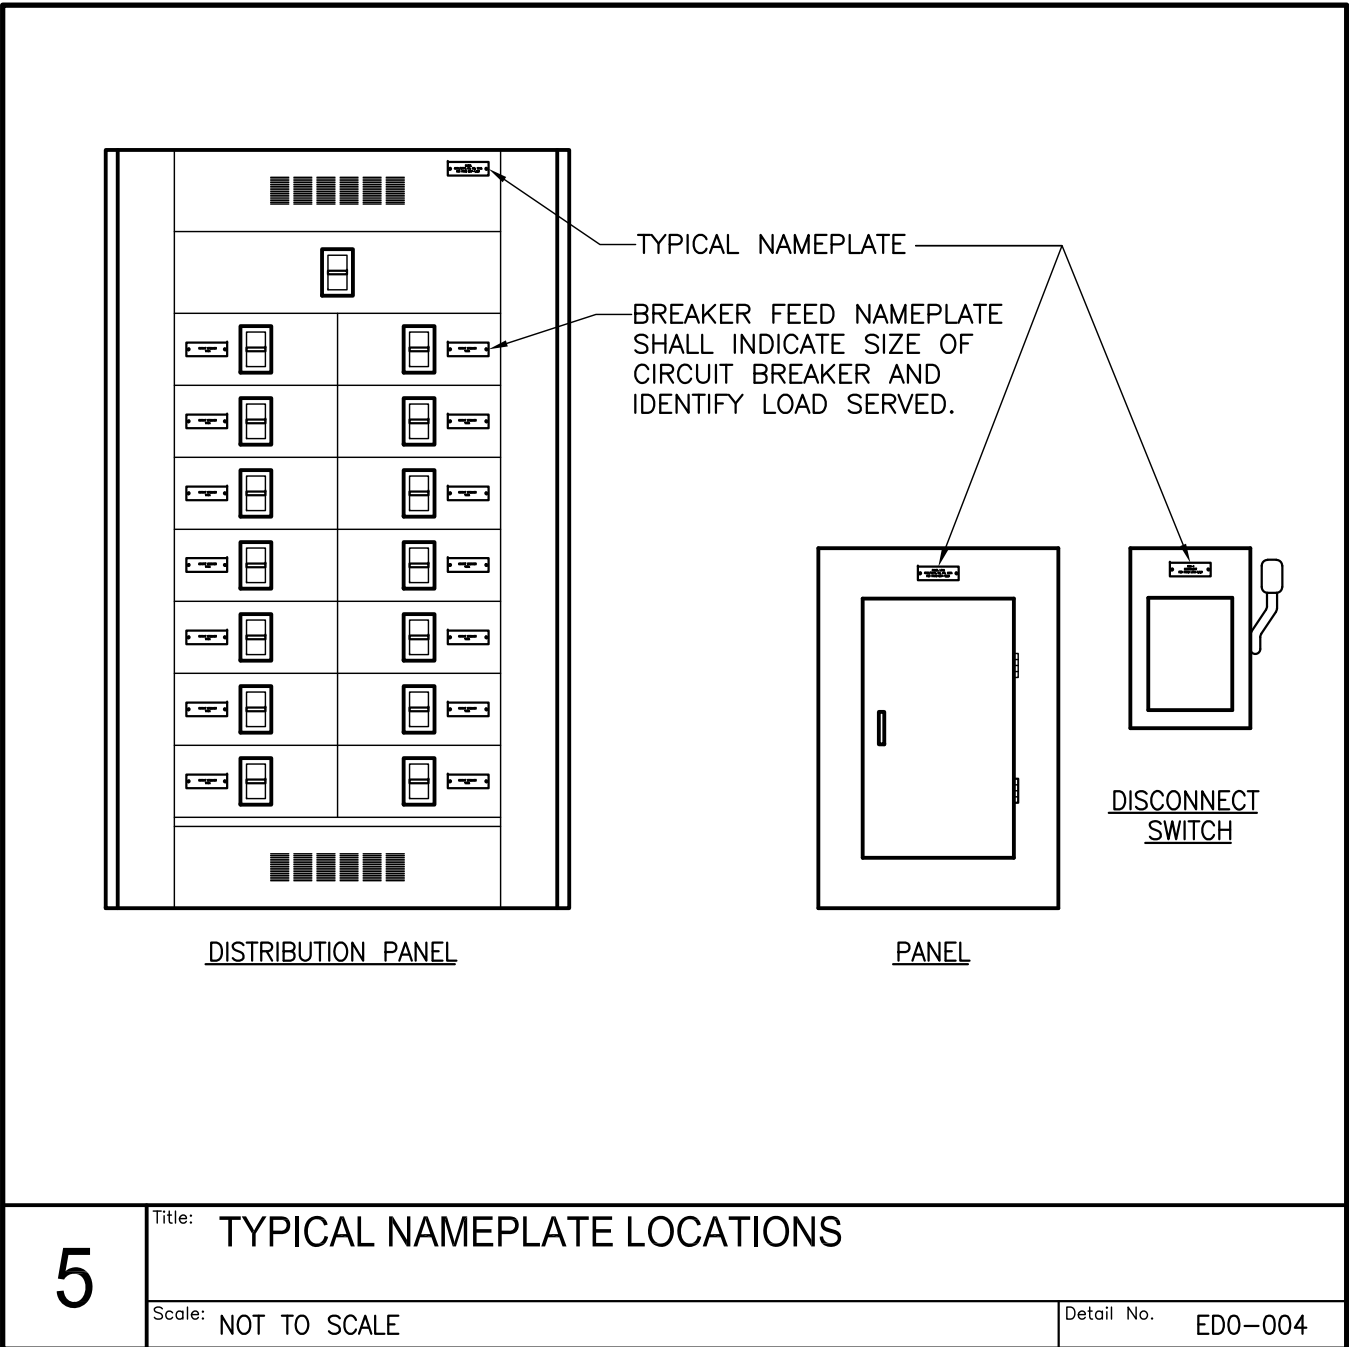 TYPICAL NAMEPLATE
BREAKER FEED NAMEPLATE
SHALL INDICATE SIZE OF
CIRCUIT BREAKER AND
IDENTIFY LOAD SERVED.
DISCONNECT
SWITCH
DISTRIBUTION PANEL
PANEL
5
Title: TYPICAL NAMEPLATE LOCATIONS
Scale: NOT TO SCALE
Detail No. EDO-004